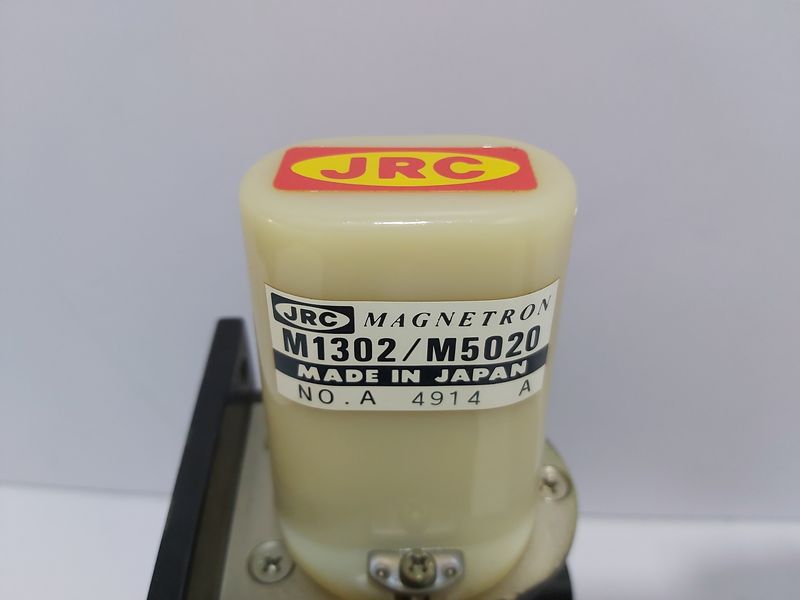 JRC
JRC MAGNETRON
M1302/M5020
MADE IN JAPAN
NO.A 4914 A